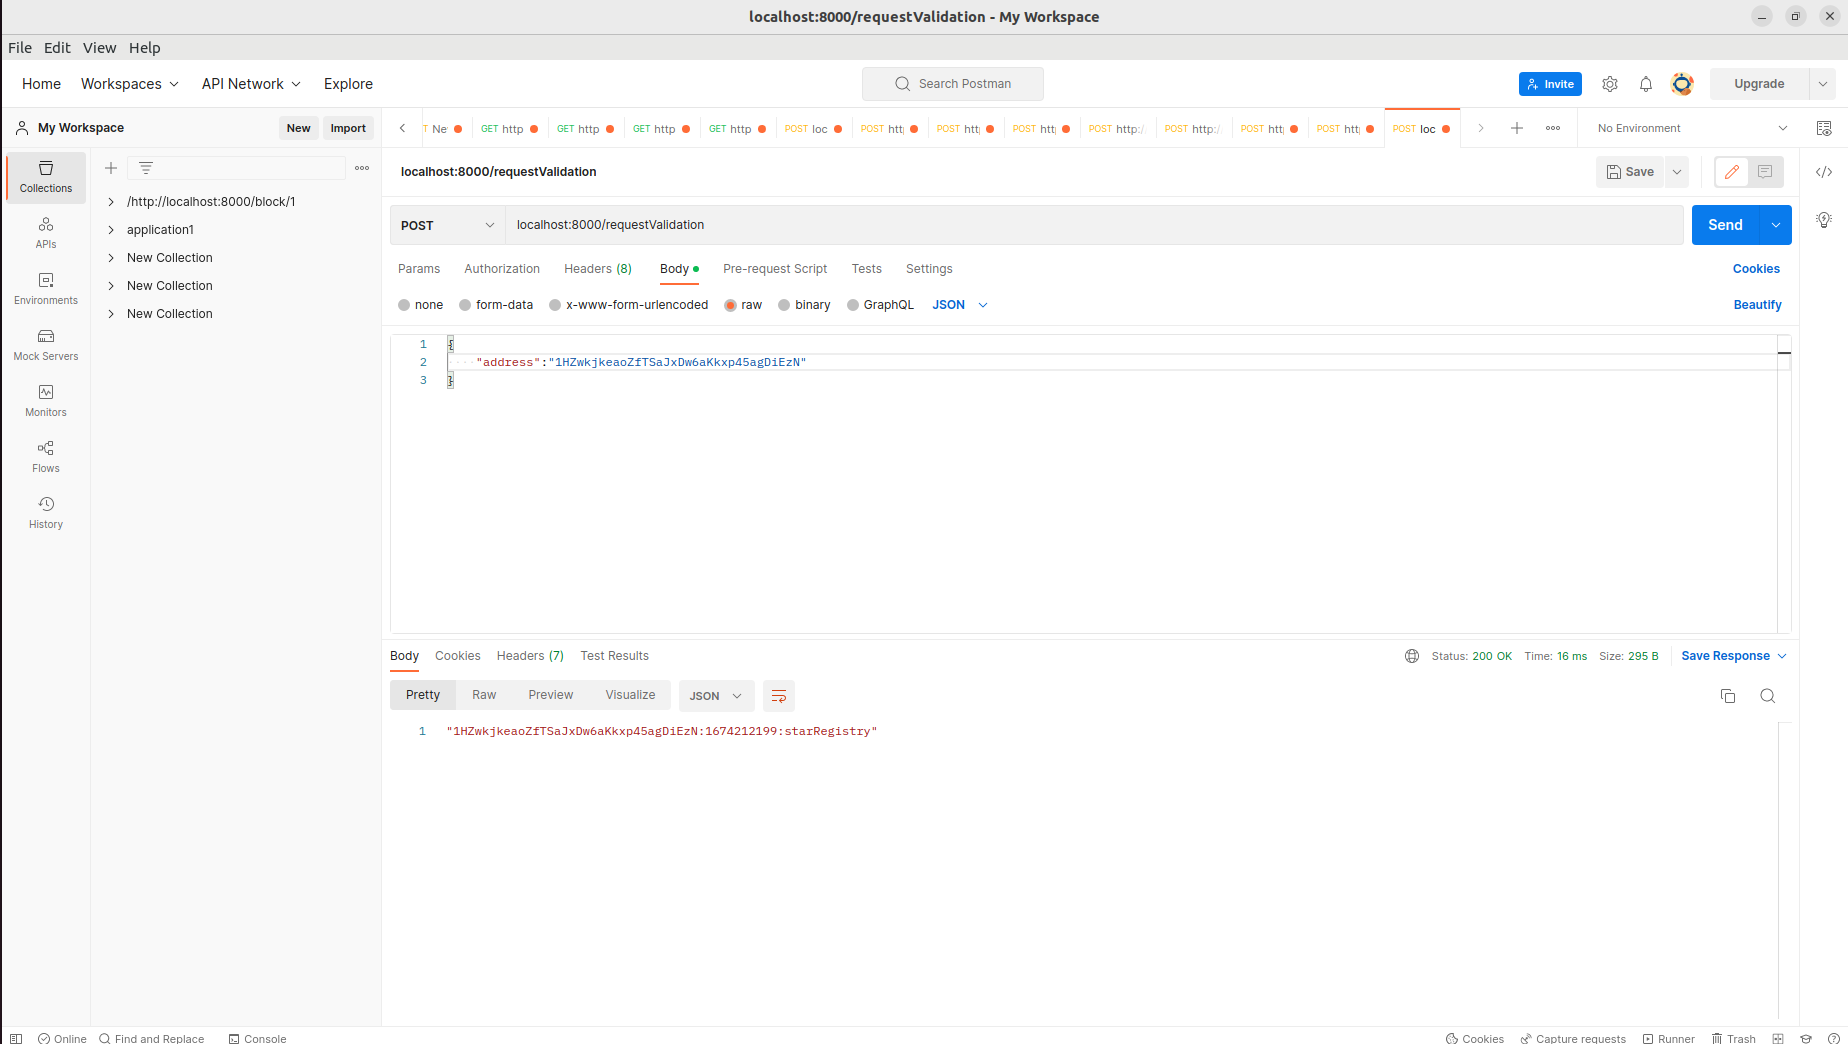 localhost:8000/requestValidation - My Workspace
File Edit View Help
Home Workspaces API Network Explore
Search Postman
Invite
Upgrade
My Workspace
New Import
T Ne
GET http
GET http
GET http
GET http
POST loc
POST htt
POST htt
POST htt
POST http:/
POST http:/
POST htt
POST htt
POST loc
No Environment
Collections
APIs
Environments
Mock Servers
Monitors
Flows
History
/http://localhost:8000/block/1
application1
New Collection
New Collection
New Collection
localhost:8000/requestValidation
Save
POST localhost:8000/requestValidation
Send
Params Authorization Headers (8) Body Pre-request Script Tests Settings Cookies
none form-data x-www-form-urlencoded raw binary GraphQL JSON Beautify
1 {
2 "address":"1HZwkjkeaoZfTSaJxDw6aKkxp45agDiEzN"
3 }
Body Cookies Headers (7) Test Results Status: 200 OK Time: 16 ms Size: 295 B Save Response
Pretty Raw Preview Visualize JSON
1 "1HZwkjkeaoZfTSaJxDw6aKkxp45agDiEzN:1674212199:starRegistry"
Online Find and Replace Console Cookies Capture requests Runner Trash